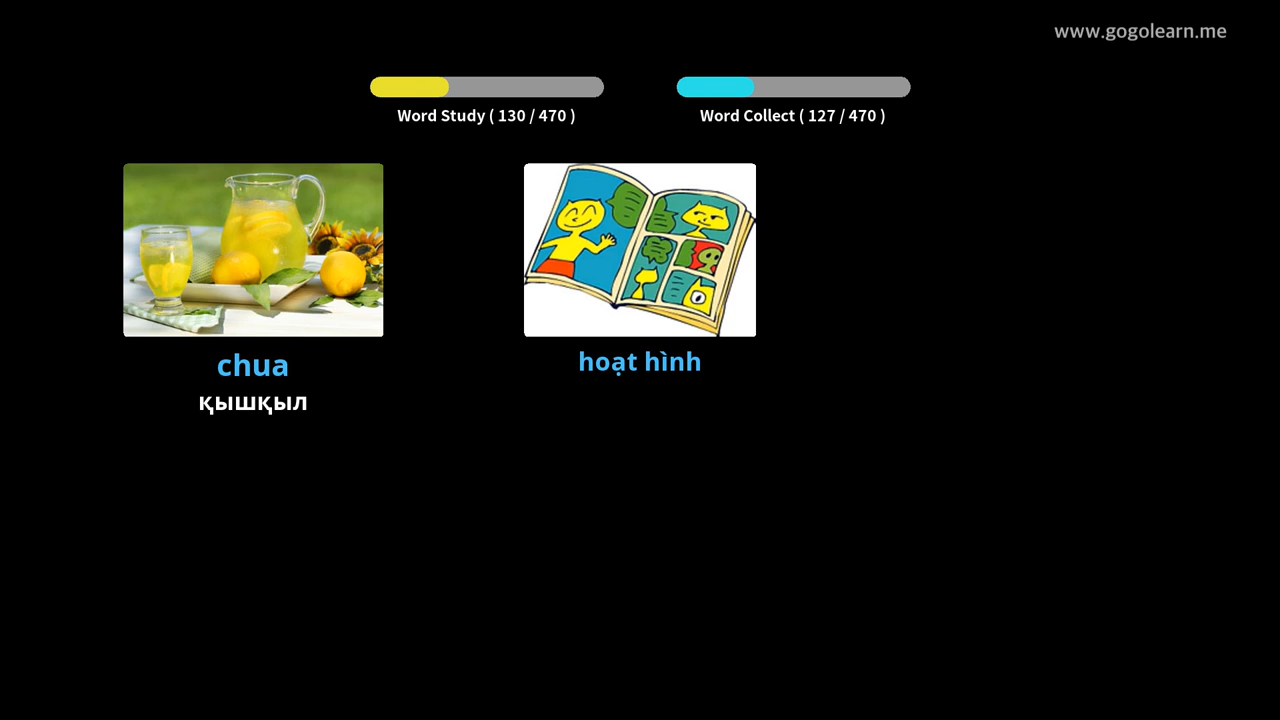 www.gogolearn.me
Word Study ( 130 / 470 )
Word Collect ( 127 / 470 )
chua
қышқыл
hoạt hình